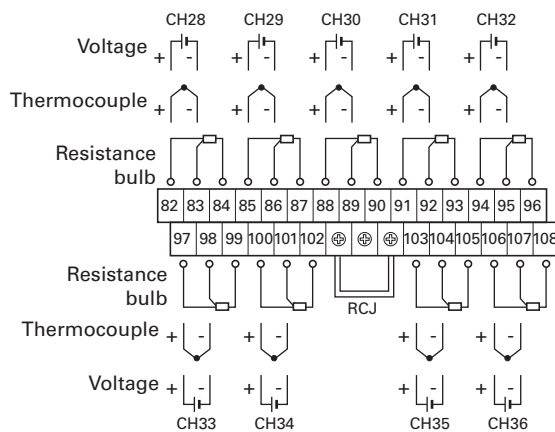 CH28 CH29 CH30 CH31 CH32
Voltage + - + - + - + - + -
Thermocouple + - + - + - + - + -
Resistance
bulb
82 83 84 85 86 87 88 89 90 91 92 93 94 95 96
97 98 99 100 101 102 103 104 105 106 107 108
Resistance
bulb
RCJ
Thermocouple + - + - + - + -
Voltage + - + - + - + -
CH33 CH34 CH35 CH36